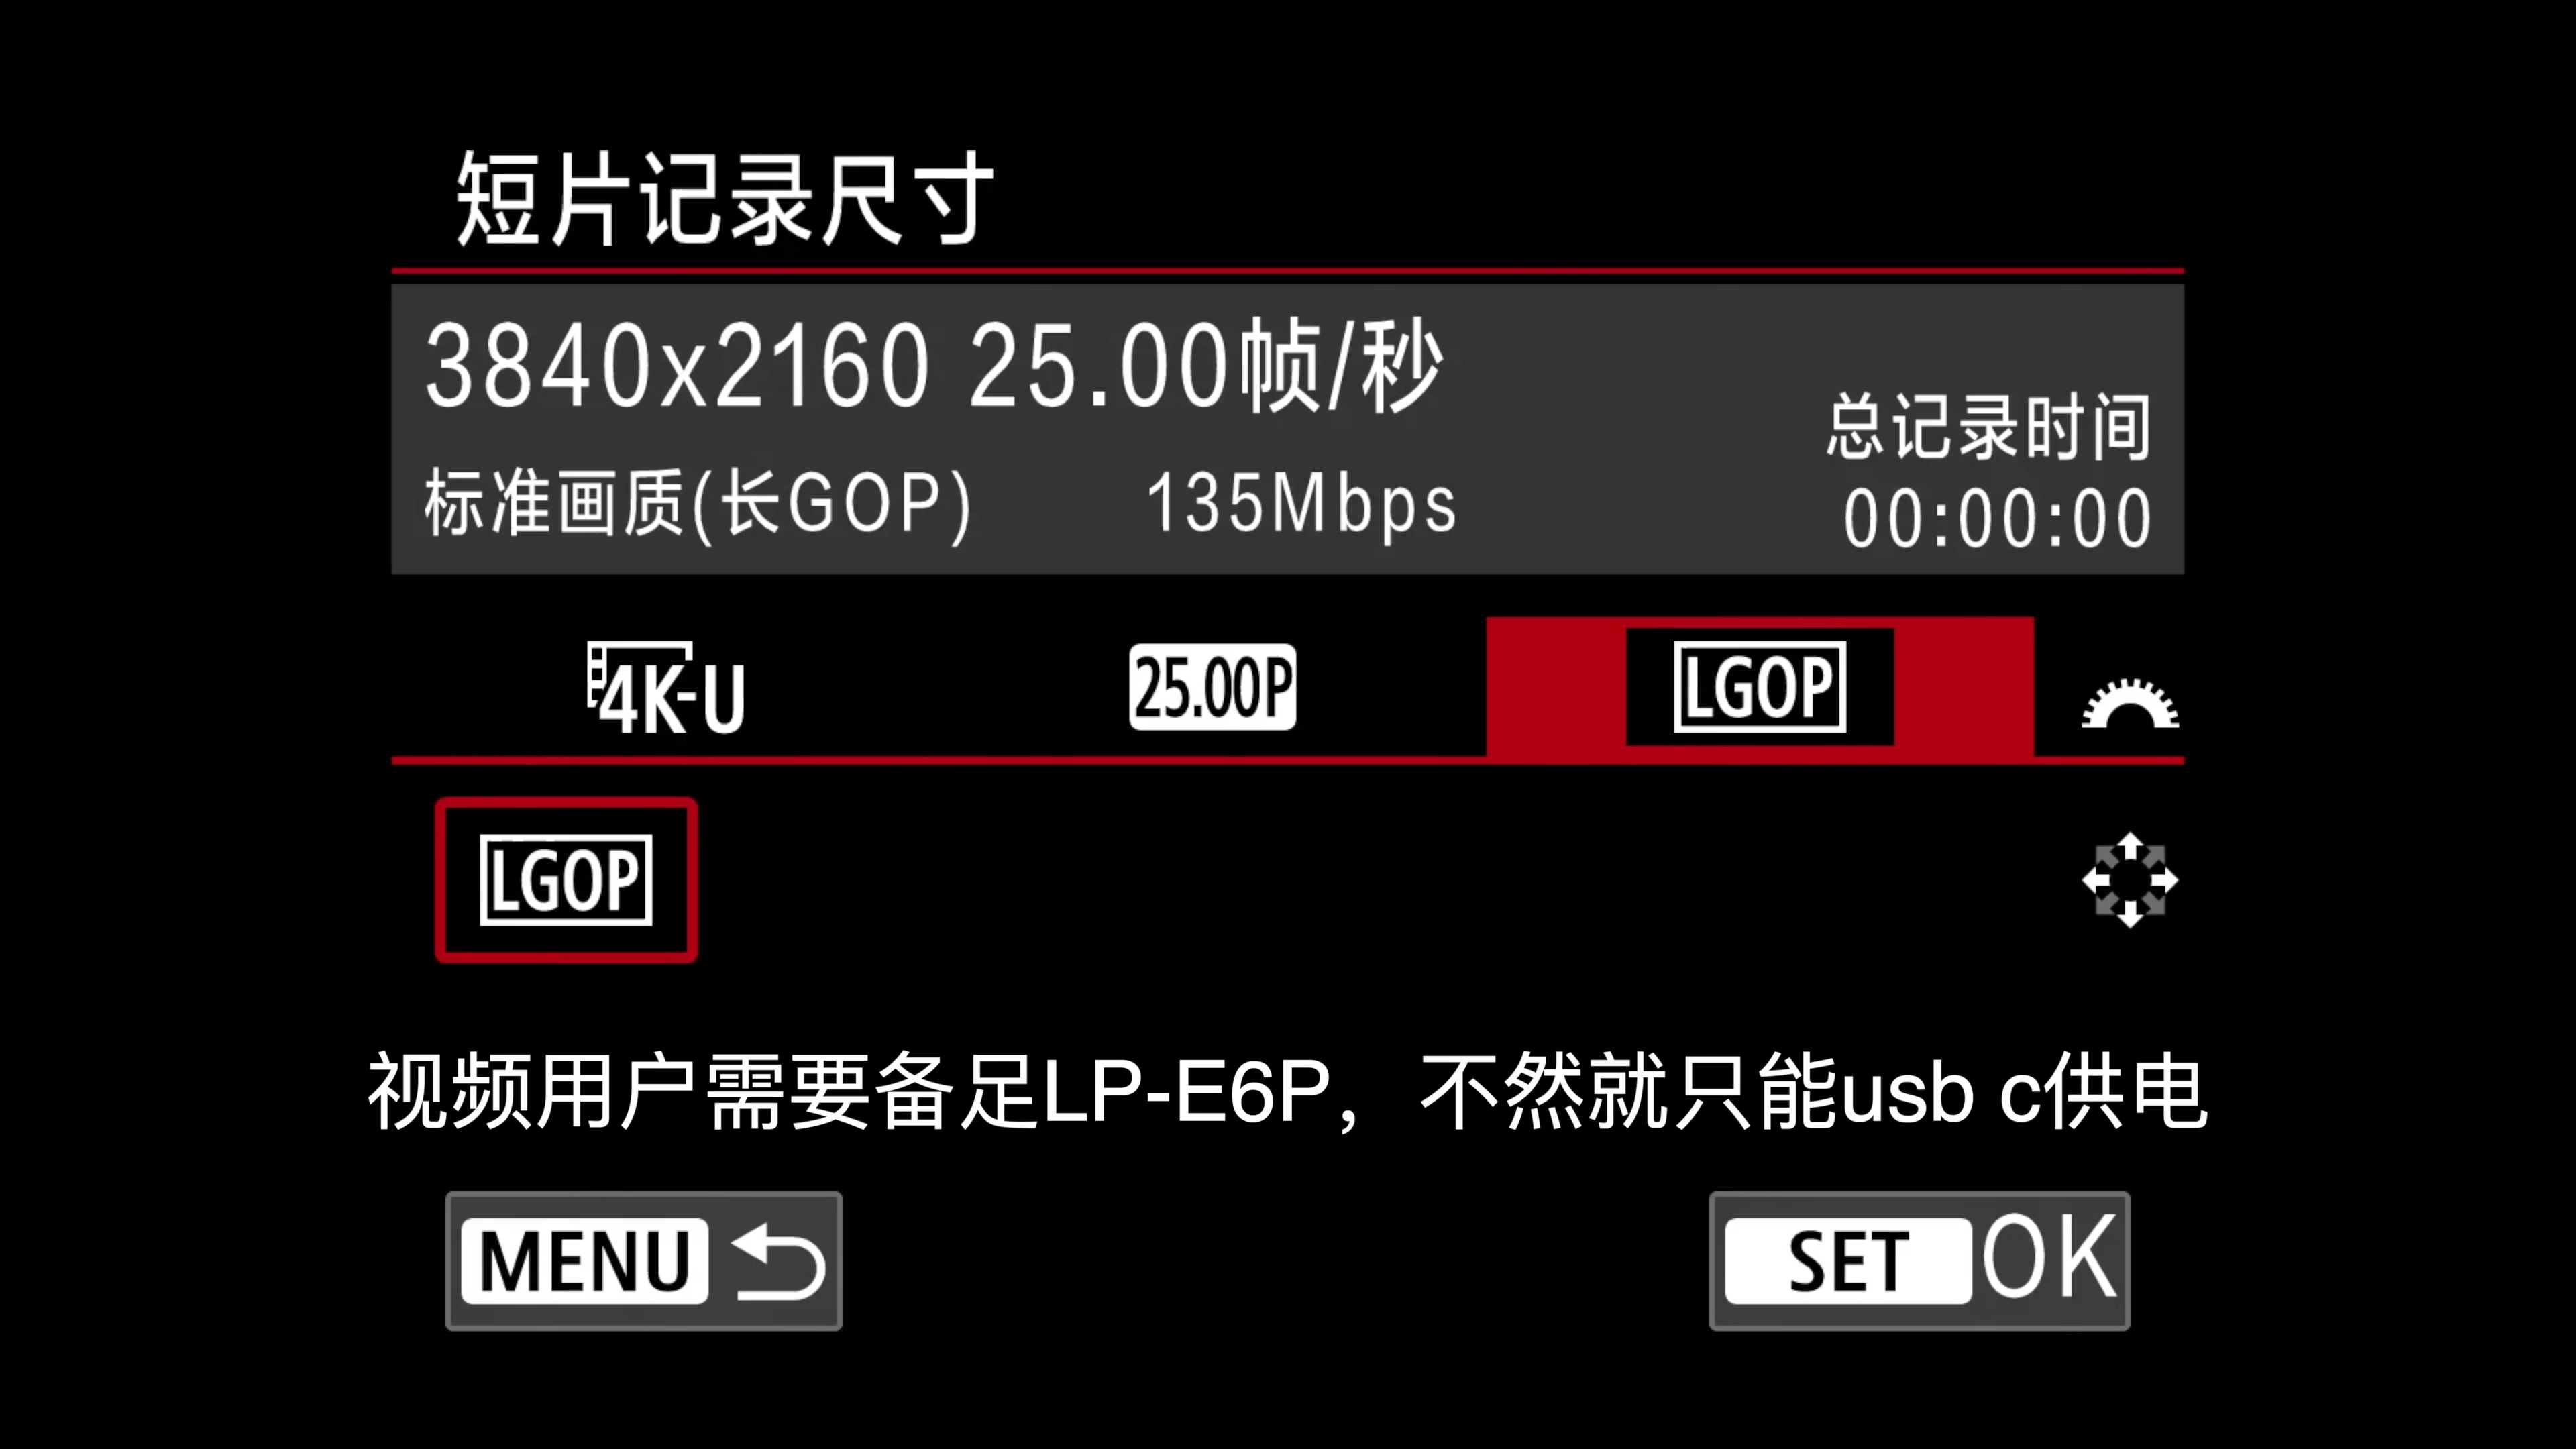 短片记录尺寸
3840x2160 25.00帧/秒
标准画质(长GOP) 135Mbps
总记录时间
00:00:00
4K-U 25.00P LGOP
LGOP
视频用户需要备足LP-E6P，不然就只能usb c供电
MENU SET OK